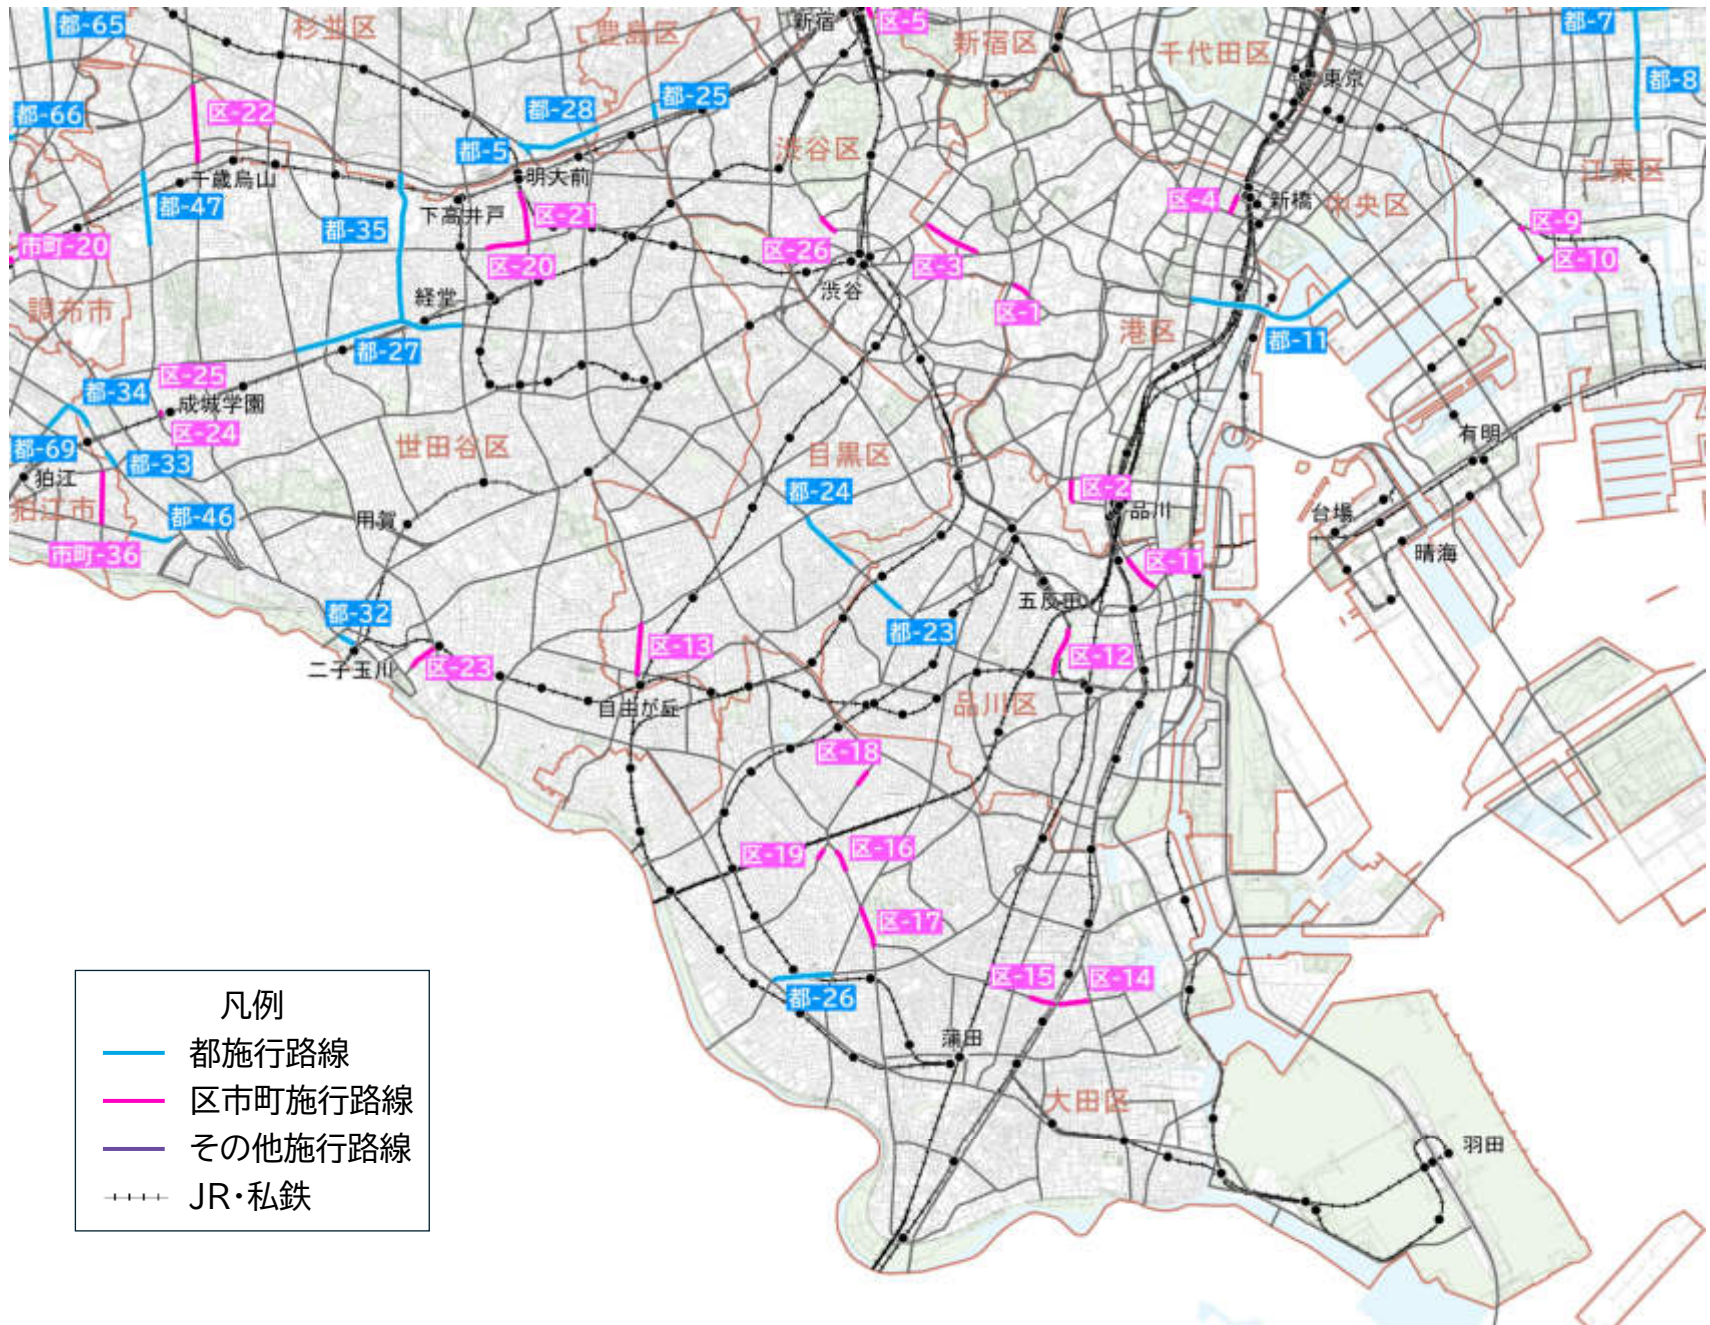 都-65
杉並区
豊島区
新宿
区-5
新宿区
千代田区
都-7
東京
都-8
都-66
区-22
都-28
都-25
都-5
渋谷区
江東区
千歳烏山
明大前
都-47
下高井戸
区-21
区-4
新橋
中央区
都-35
区-9
市町-20
区-20
区-26
区-3
区-10
渋谷
調布市
経堂
区-1
港区
都-27
都-11
区-25
都-34
成城学園
区-24
世田谷区
目黒区
有明
都-69
都-33
狛江
都-24
区-2
狛江市
都-46
用賀
品川
台場
市町-36
区-11
晴海
五反田
都-32
都-23
区-13
区-12
二子玉川
区-23
自由が丘
品川区
区-18
区-19
区-16
区-17
区-15
区-14
都-26
蒲田
大田区
羽田
凡例
都施行路線
区市町施行路線
その他施行路線
JR・私鉄